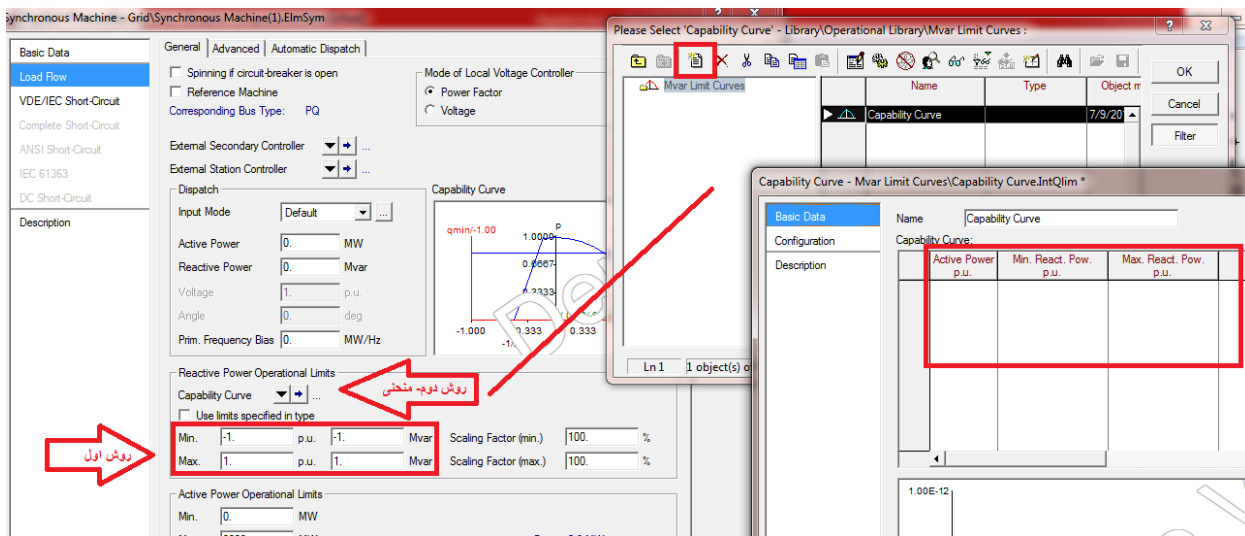 Synchronous Machine - Grid\Synchronous Machine(1).ElmSym
Basic Data
Load Flow
VDE/IEC Short-Circuit
Complete Short-Circuit
ANSI Short-Circuit
IEC 61363
DC Short-Circuit
Description
General Advanced Automatic Dispatch
Spinning if circuit-breaker is open
Reference Machine
Corresponding Bus Type: PQ
Mode of Local Voltage Controller
Power Factor
Voltage
External Secondary Controller ...
External Station Controller ...
Dispatch
Input Mode Default ...
Active Power 0. MW
Reactive Power 0. Mvar
Voltage 1. p.u.
Angle 0. deg
Prim. Frequency Bias 0. MW/Hz
Capability Curve
qmin/-1.00
p
1.0000
0.6667
0.3333
-1.000 0.333 0.333
Reactive Power Operational Limits
Capability Curve ...
روش دوم- منحنی
Use limits specified in type
روش اول
Min. -1. p.u. -1. Mvar Scaling Factor (min.) 100. %
Max. 1. p.u. 1. Mvar Scaling Factor (max.) 100. %
Active Power Operational Limits
Min. 0. MW
Please Select 'Capability Curve' - Library\Operational Library\Mvar Limit Curves :
Mvar Limit Curves
Name Type Object m
Capability Curve 7/9/20
OK
Cancel
Filter
Ln 1 1 object(s) o
Capability Curve - Mvar Limit Curves\Capability Curve.IntQlim *
Basic Data
Configuration
Description
Name Capability Curve
Capability Curve:
Active Power Min. React. Pow. Max. React. Pow.
p.u. p.u. p.u.
1.00E-12